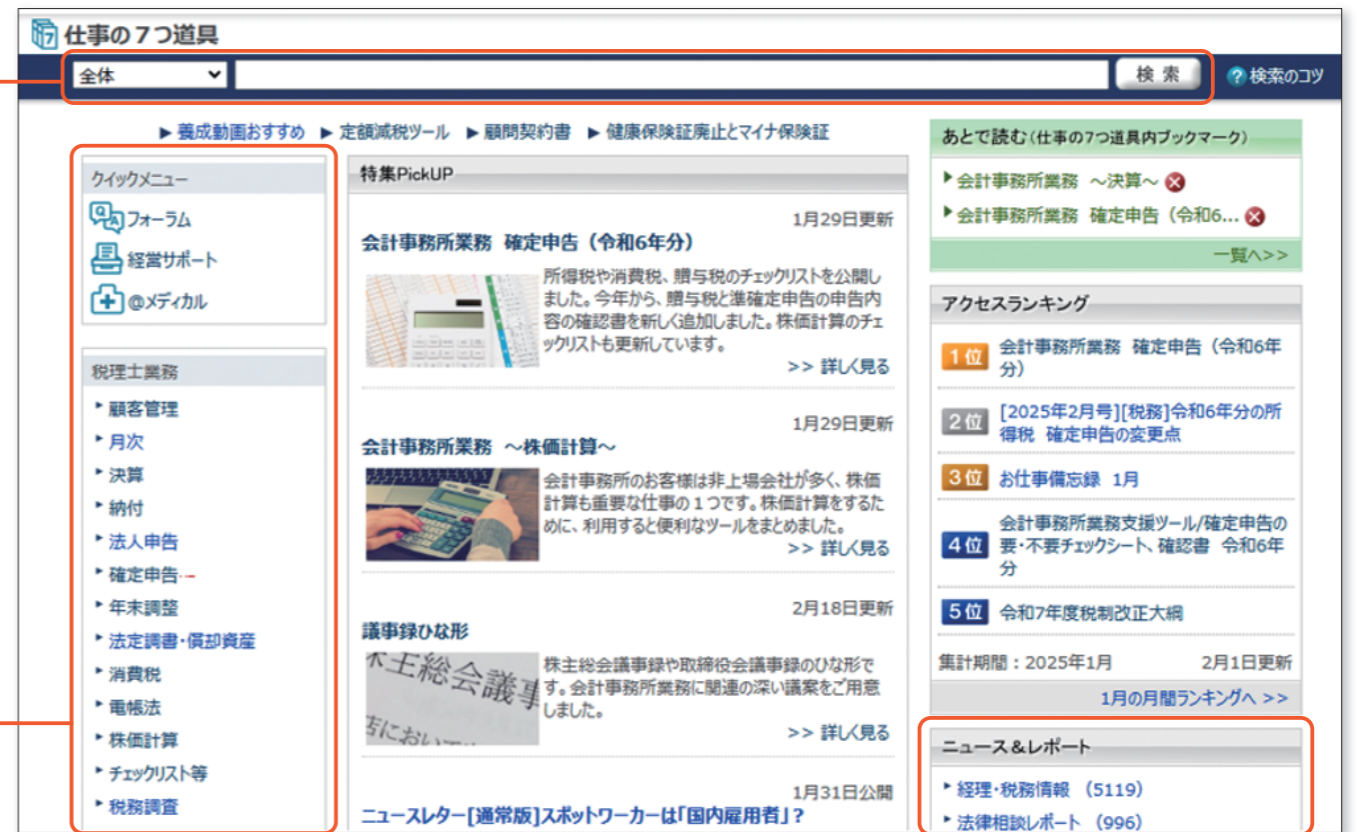 仕事の7つ道具
全体
検 索
検索のコツ
養成動画おすすめ
定額減税ツール
顧問契約書
健康保険証廃止とマイナ保険証
クイックメニュー
フォーラム
経営サポート
@メディカル
税理士業務
顧客管理
月次
決算
納付
法人申告
確定申告
年末調整
法定調書・償却資産
消費税
電帳法
株価計算
チェックリスト等
税務調査
特集PickUP
1月29日更新
会計事務所業務 確定申告（令和6年分）
所得税や消費税、贈与税のチェックリストを公開し
ました。今年から、贈与税と準確定申告の申告内
容の確認書を新しく追加しました。株価計算のチェ
ックリストも更新しています。
>> 詳しく見る
1月29日更新
会計事務所業務 ～株価計算～
会計事務所のお客様は非上場会社が多く、株価
計算も重要な仕事の１つです。株価計算をするた
めに、利用すると便利なツールをまとめました。
>> 詳しく見る
2月18日更新
議事録ひな形
株主総会議事録や取締役会議事録のひな形で
す。会計事務所業務に関連の深い議案をご用意
しました。
>> 詳しく見る
1月31日公開
ニュースレター[通常版]スポットワーカーは「国内雇用者」？
あとで読む（仕事の7つ道具内ブックマーク）
会計事務所業務 ～決算～
会計事務所業務 確定申告（令和6...
一覧へ>>
アクセスランキング
1位 会計事務所業務 確定申告（令和6年
分）
2位 [2025年2月号][税務]令和6年分の所
得税 確定申告の変更点
3位 お仕事備忘録 1月
4位 会計事務所業務支援ツール/確定申告の
要・不要チェックシート、確認書 令和6年
分
5位 令和7年度税制改正大綱
集計期間：2025年1月 2月1日更新
1月の月間ランキングへ >>
ニュース＆レポート
経理・税務情報 （5119）
法律相談レポート （996）